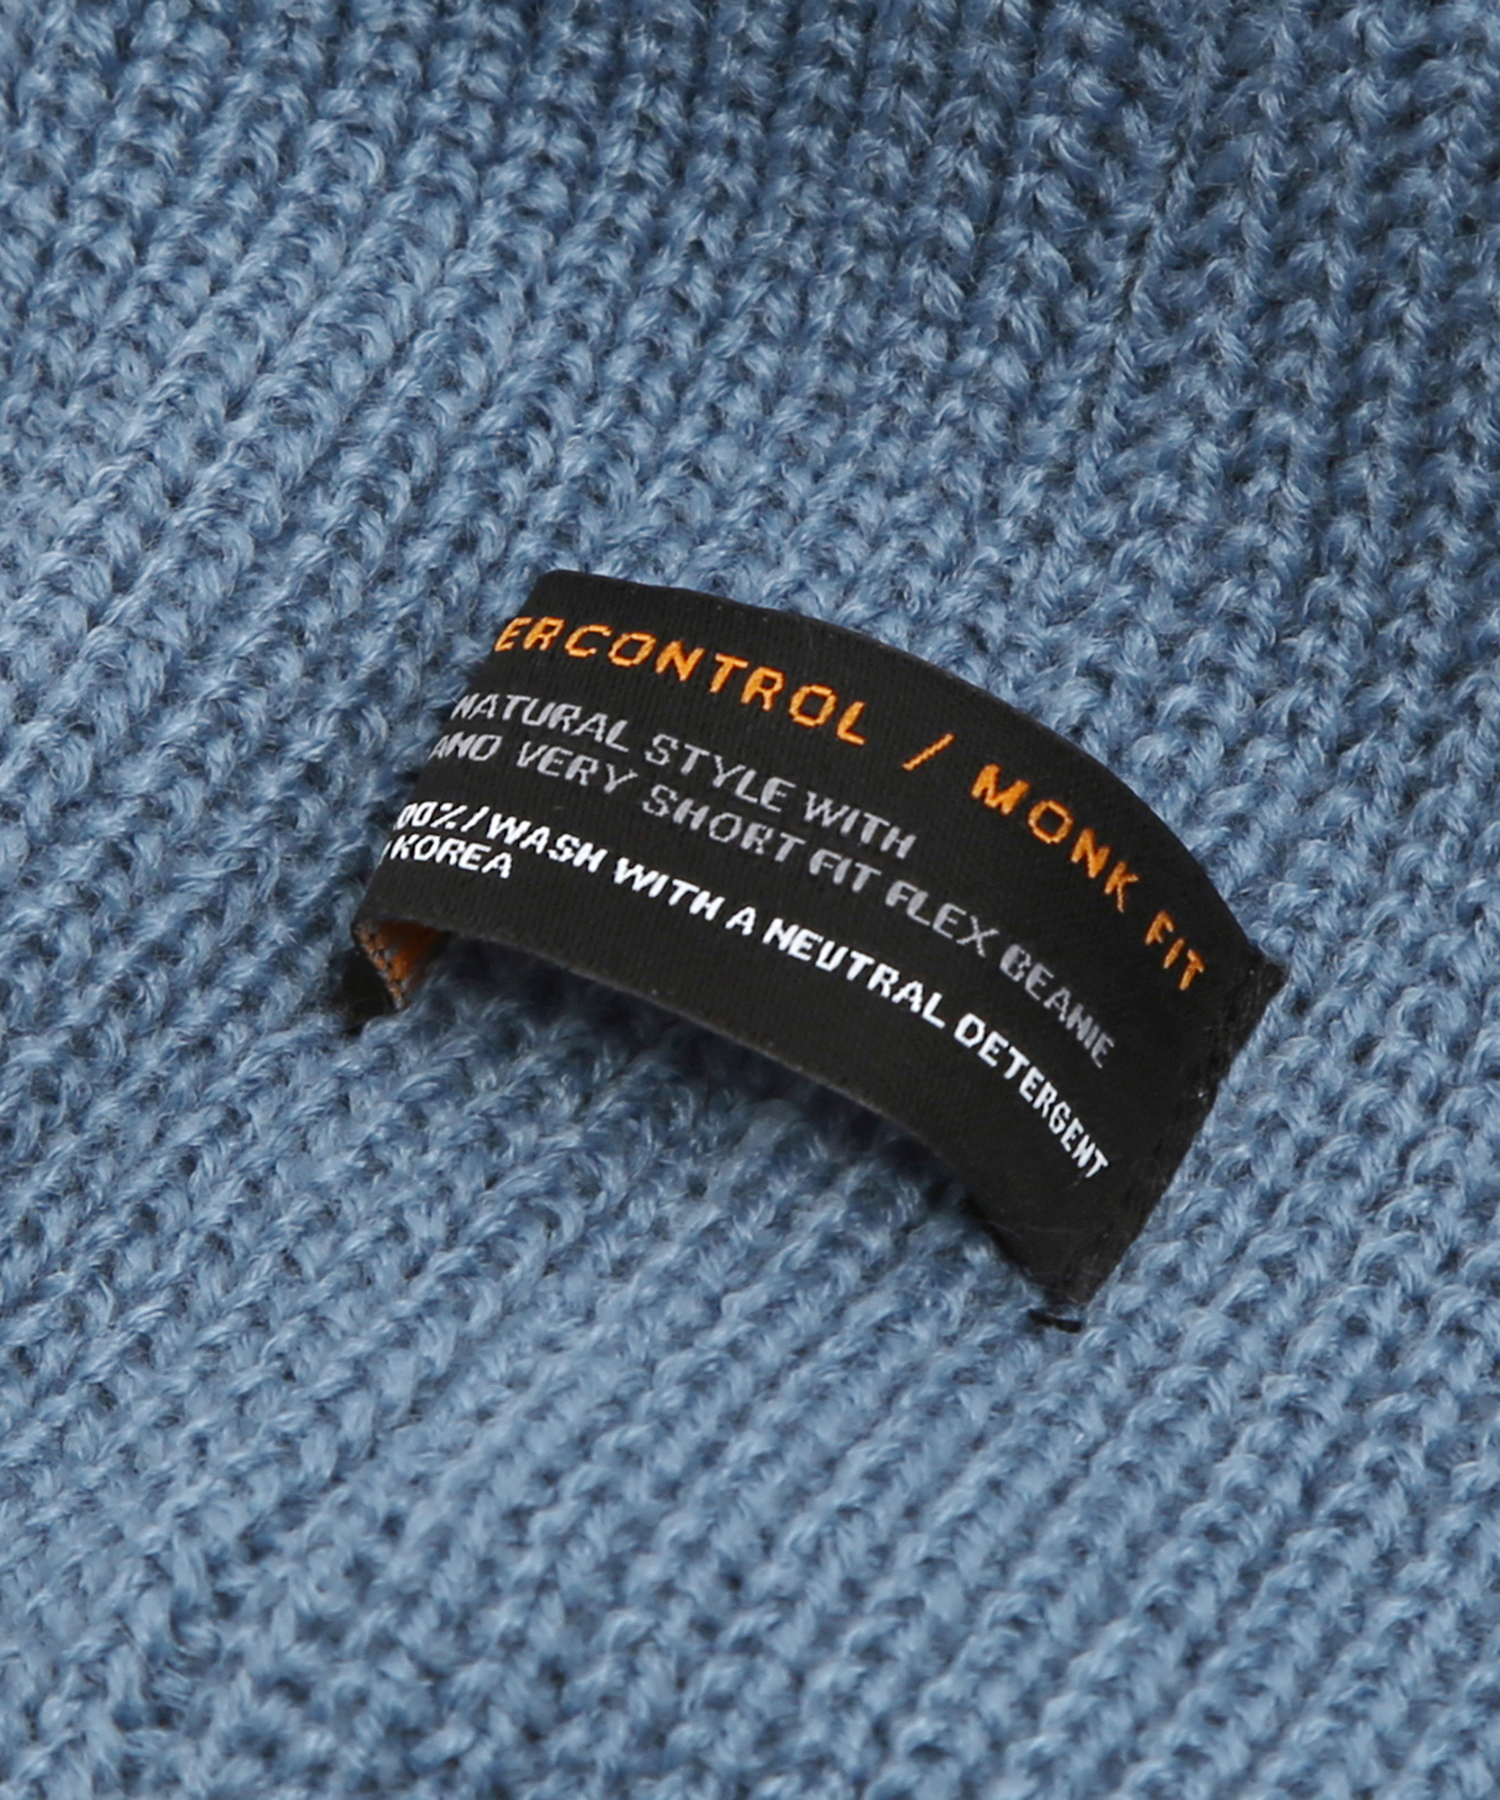 ERCONTROL / MONK FIT
NATURAL STYLE WITH
AND VERY SHORT FIT FLEX BEANIE
00% / WASH WITH A NEUTRAL DETERGENT
KOREA